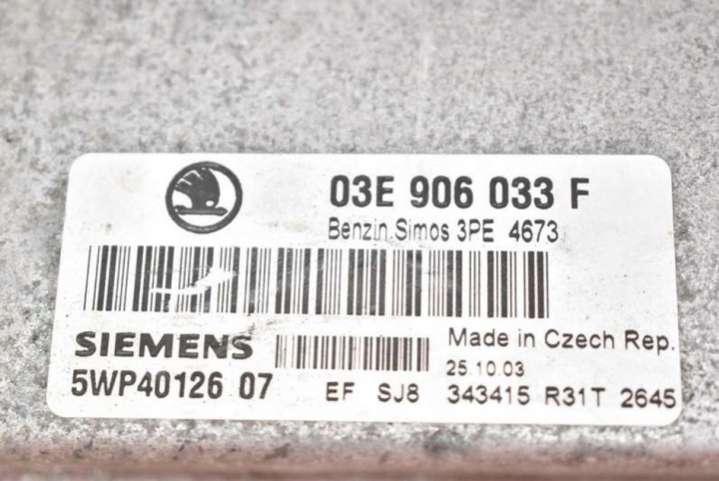 03E 906 033 F
Benzin.Simos 3PE 4673
SIEMENS
Made in Czech Rep.
25.10.03
5WP40126 07
EF SJ8 343415 R31T 2645